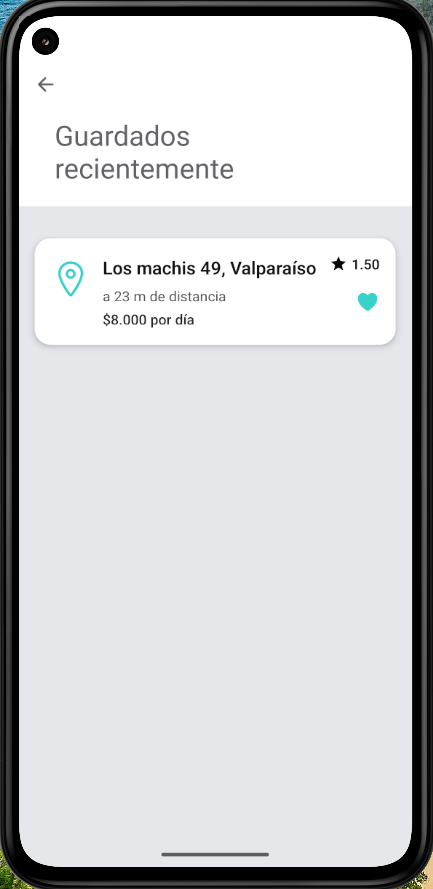 Guardados
recientemente
Los machis 49, Valparaíso
1.50
a 23 m de distancia
$8.000 por día